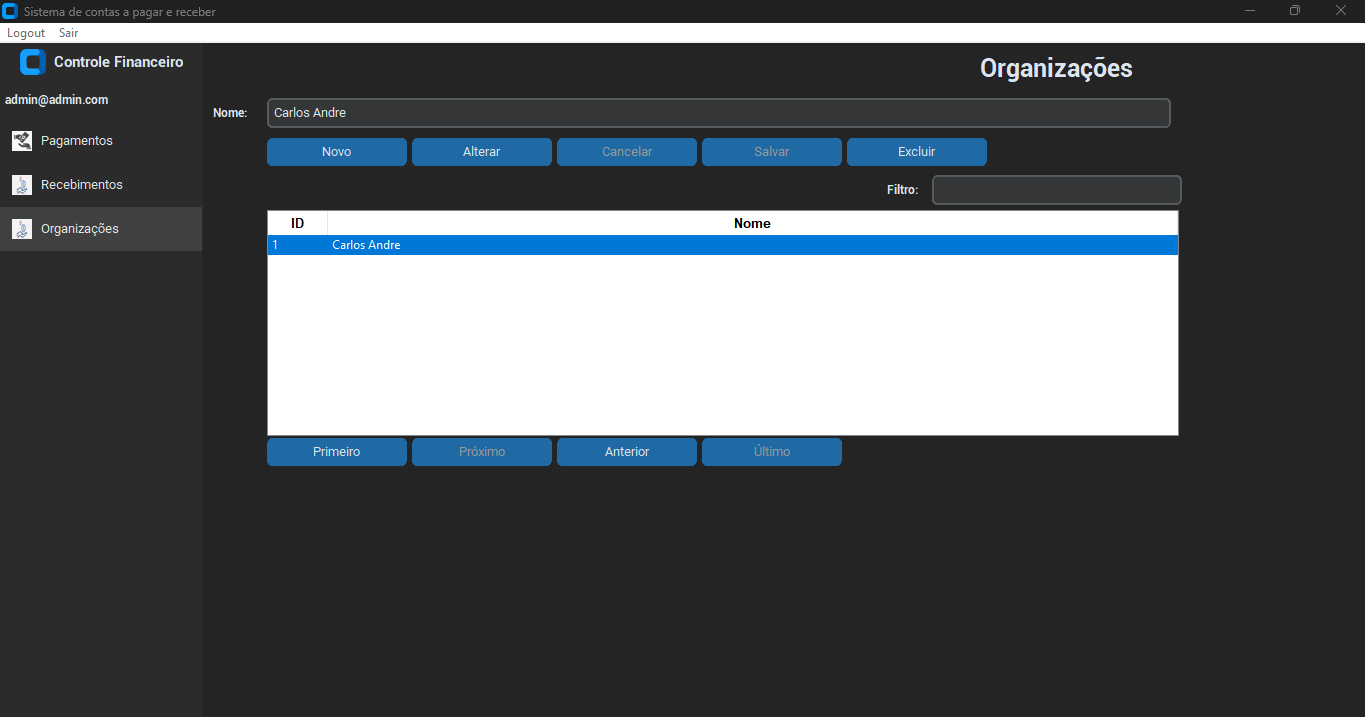 Sistema de contas a pagar e receber
Logout Sair
Controle Financeiro
admin@admin.com
Pagamentos
Recebimentos
Organizações
Organizações
Nome: Carlos Andre
Novo Alterar Cancelar Salvar Excluir
Filtro:
ID Nome
1 Carlos Andre
Primeiro Próximo Anterior Último